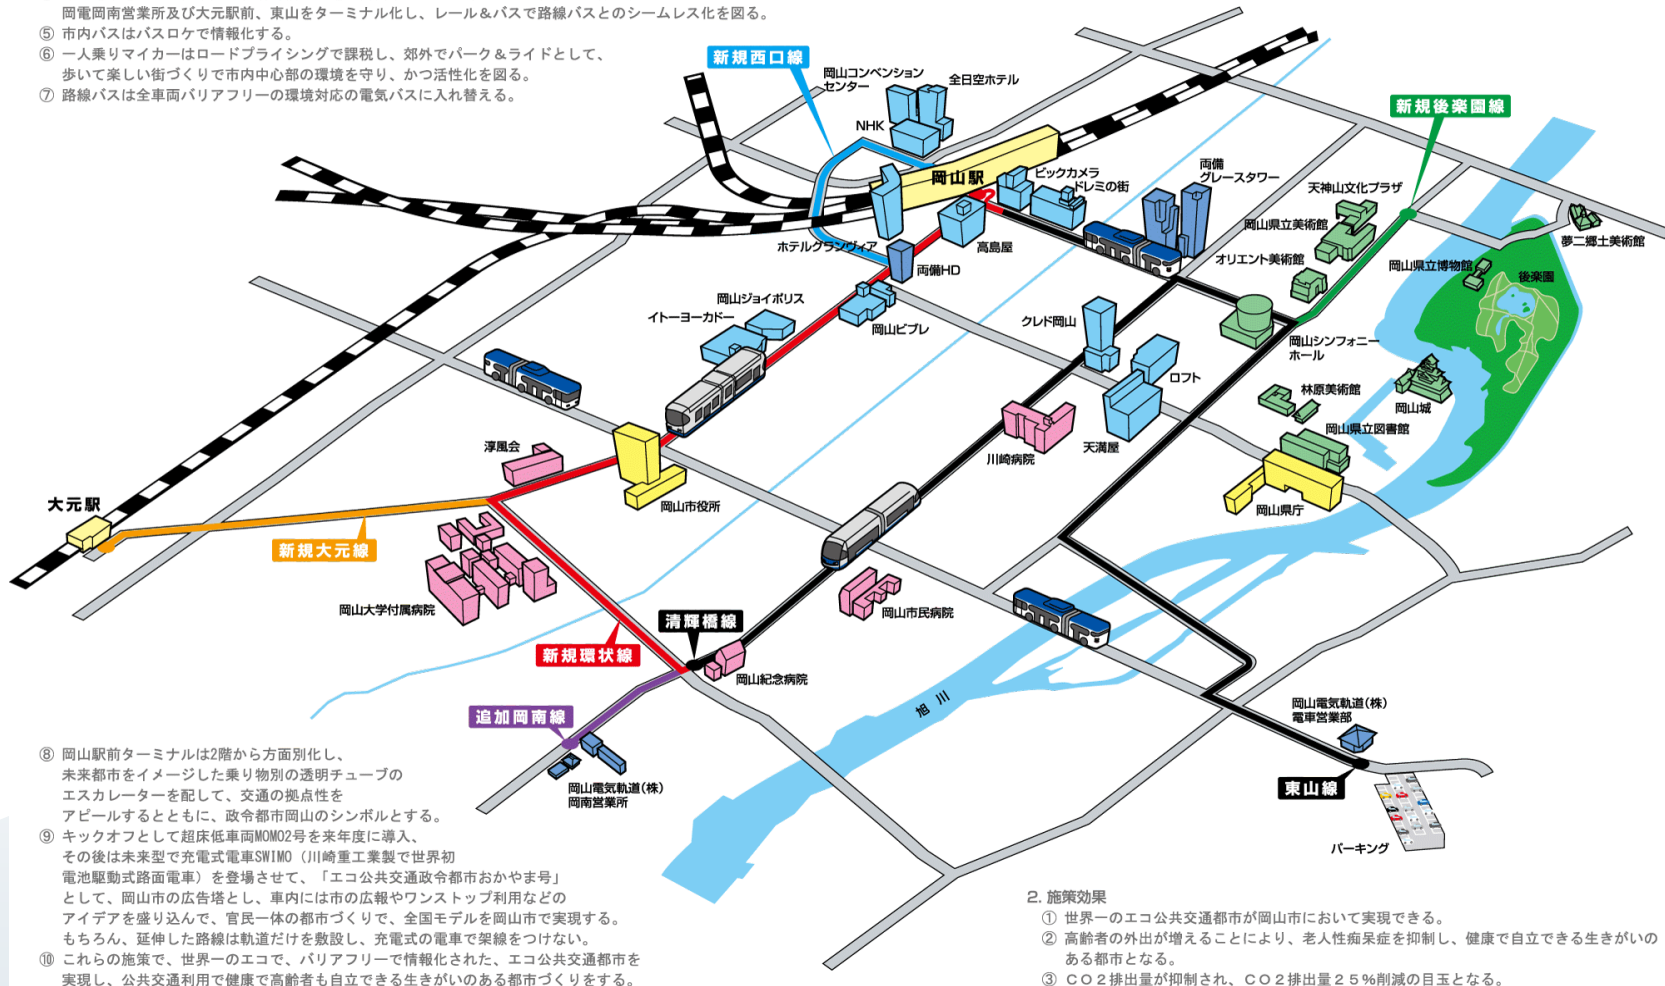 岡電岡南営業所及び大元駅前、東山をターミナル化し、レール&バスで路線バスとのシームレス化を図る。
⑤ 市内バスはバスロケで情報化する。
⑥ 一人乗りマイカーはロードプライシングで課税し、郊外でパーク&ライドとして、
歩いて楽しい街づくりで市内中心部の環境を守り、かつ活性化を図る。
⑦ 路線バスは全車両バリアフリーの環境対応の電気バスに入れ替える。
新規西口線
岡山コンベンション
センター
全日空ホテル
NHK
新規後楽園線
岡山駅
ビックカメラ
ドレミの街
両備
グレースタワー
天神山文化プラザ
岡山県立美術館
夢二郷土美術館
オリエント美術館
岡山県立博物館
後楽園
ホテルグランヴィア
高島屋
両備HD
岡山ジョイポリス
イトーヨーカドー
岡山ビブレ
クレド岡山
岡山シンフォニー
ホール
ロフト
林原美術館
岡山城
岡山県立図書館
淳風会
川崎病院
天満屋
大元駅
岡山市役所
岡山県庁
新規大元線
岡山大学付属病院
岡山市民病院
清輝橋線
新規環状線
岡山紀念病院
旭川
追加岡南線
岡山電気軌道(株)
電車営業部
岡山電気軌道(株)
岡南営業所
東山線
パーキング
⑧ 岡山駅前ターミナルは2階から方面別化し、
未来都市をイメージした乗り物別の透明チューブの
エスカレーターを配して、交通の拠点性を
アピールするとともに、政令都市岡山のシンボルとする。
⑨ キックオフとして超床低車両MOMO2号を来年度に導入、
その後は未来型で充電式電車SWIMO(川崎重工業製で世界初
電池駆動式路面電車)を登場させて、「エコ公共交通政令都市おかやま号」
として、岡山市の広告塔とし、車内には市の広報やワンストップ利用などの
アイデアを盛り込んで、官民一体の都市づくりで、全国モデルを岡山市で実現する。
もちろん、延伸した路線は軌道だけを敷設し、充電式の電車で架線をつけない。
⑩ これらの施策で、世界一のエコで、バリアフリーで情報化された、エコ公共交通都市を
実現し、公共交通利用で健康で高齢者も自立できる生きがいのある都市づくりをする。
2. 施策効果
① 世界一のエコ公共交通都市が岡山市において実現できる。
② 高齢者の外出が増えることにより、老人性痴呆症を抑制し、健康で自立できる生きがいの
ある都市となる。
③ CO2排出量が抑制され、CO2排出量25%削減の目玉となる。